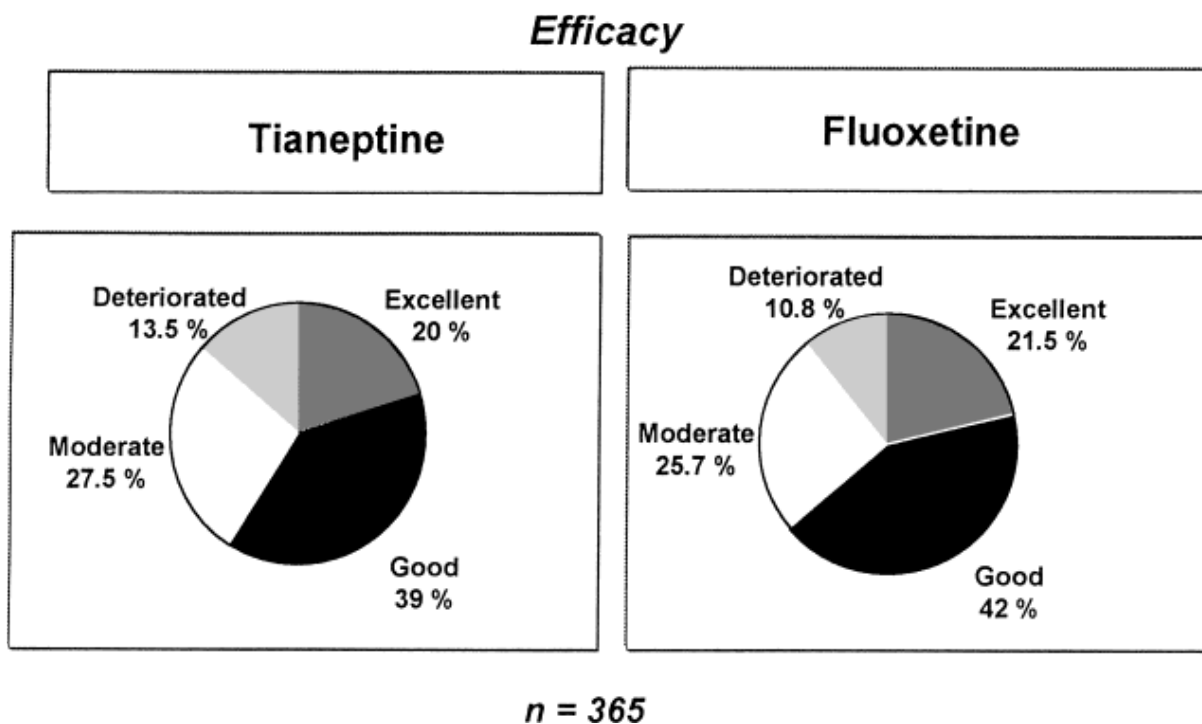 Efficacy
Tianeptine
Fluoxetine
Deteriorated
13.5 %
Excellent
20 %
Moderate
27.5 %
Good
39 %
Deteriorated
10.8 %
Excellent
21.5 %
Moderate
25.7 %
Good
42 %
n = 365